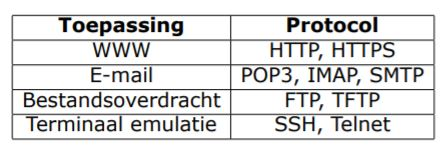 Toepassing Protocol
WWW HTTP, HTTPS
E-mail POP3, IMAP, SMTP
Bestandsoverdracht FTP, TFTP
Terminaal emulatie SSH, Telnet